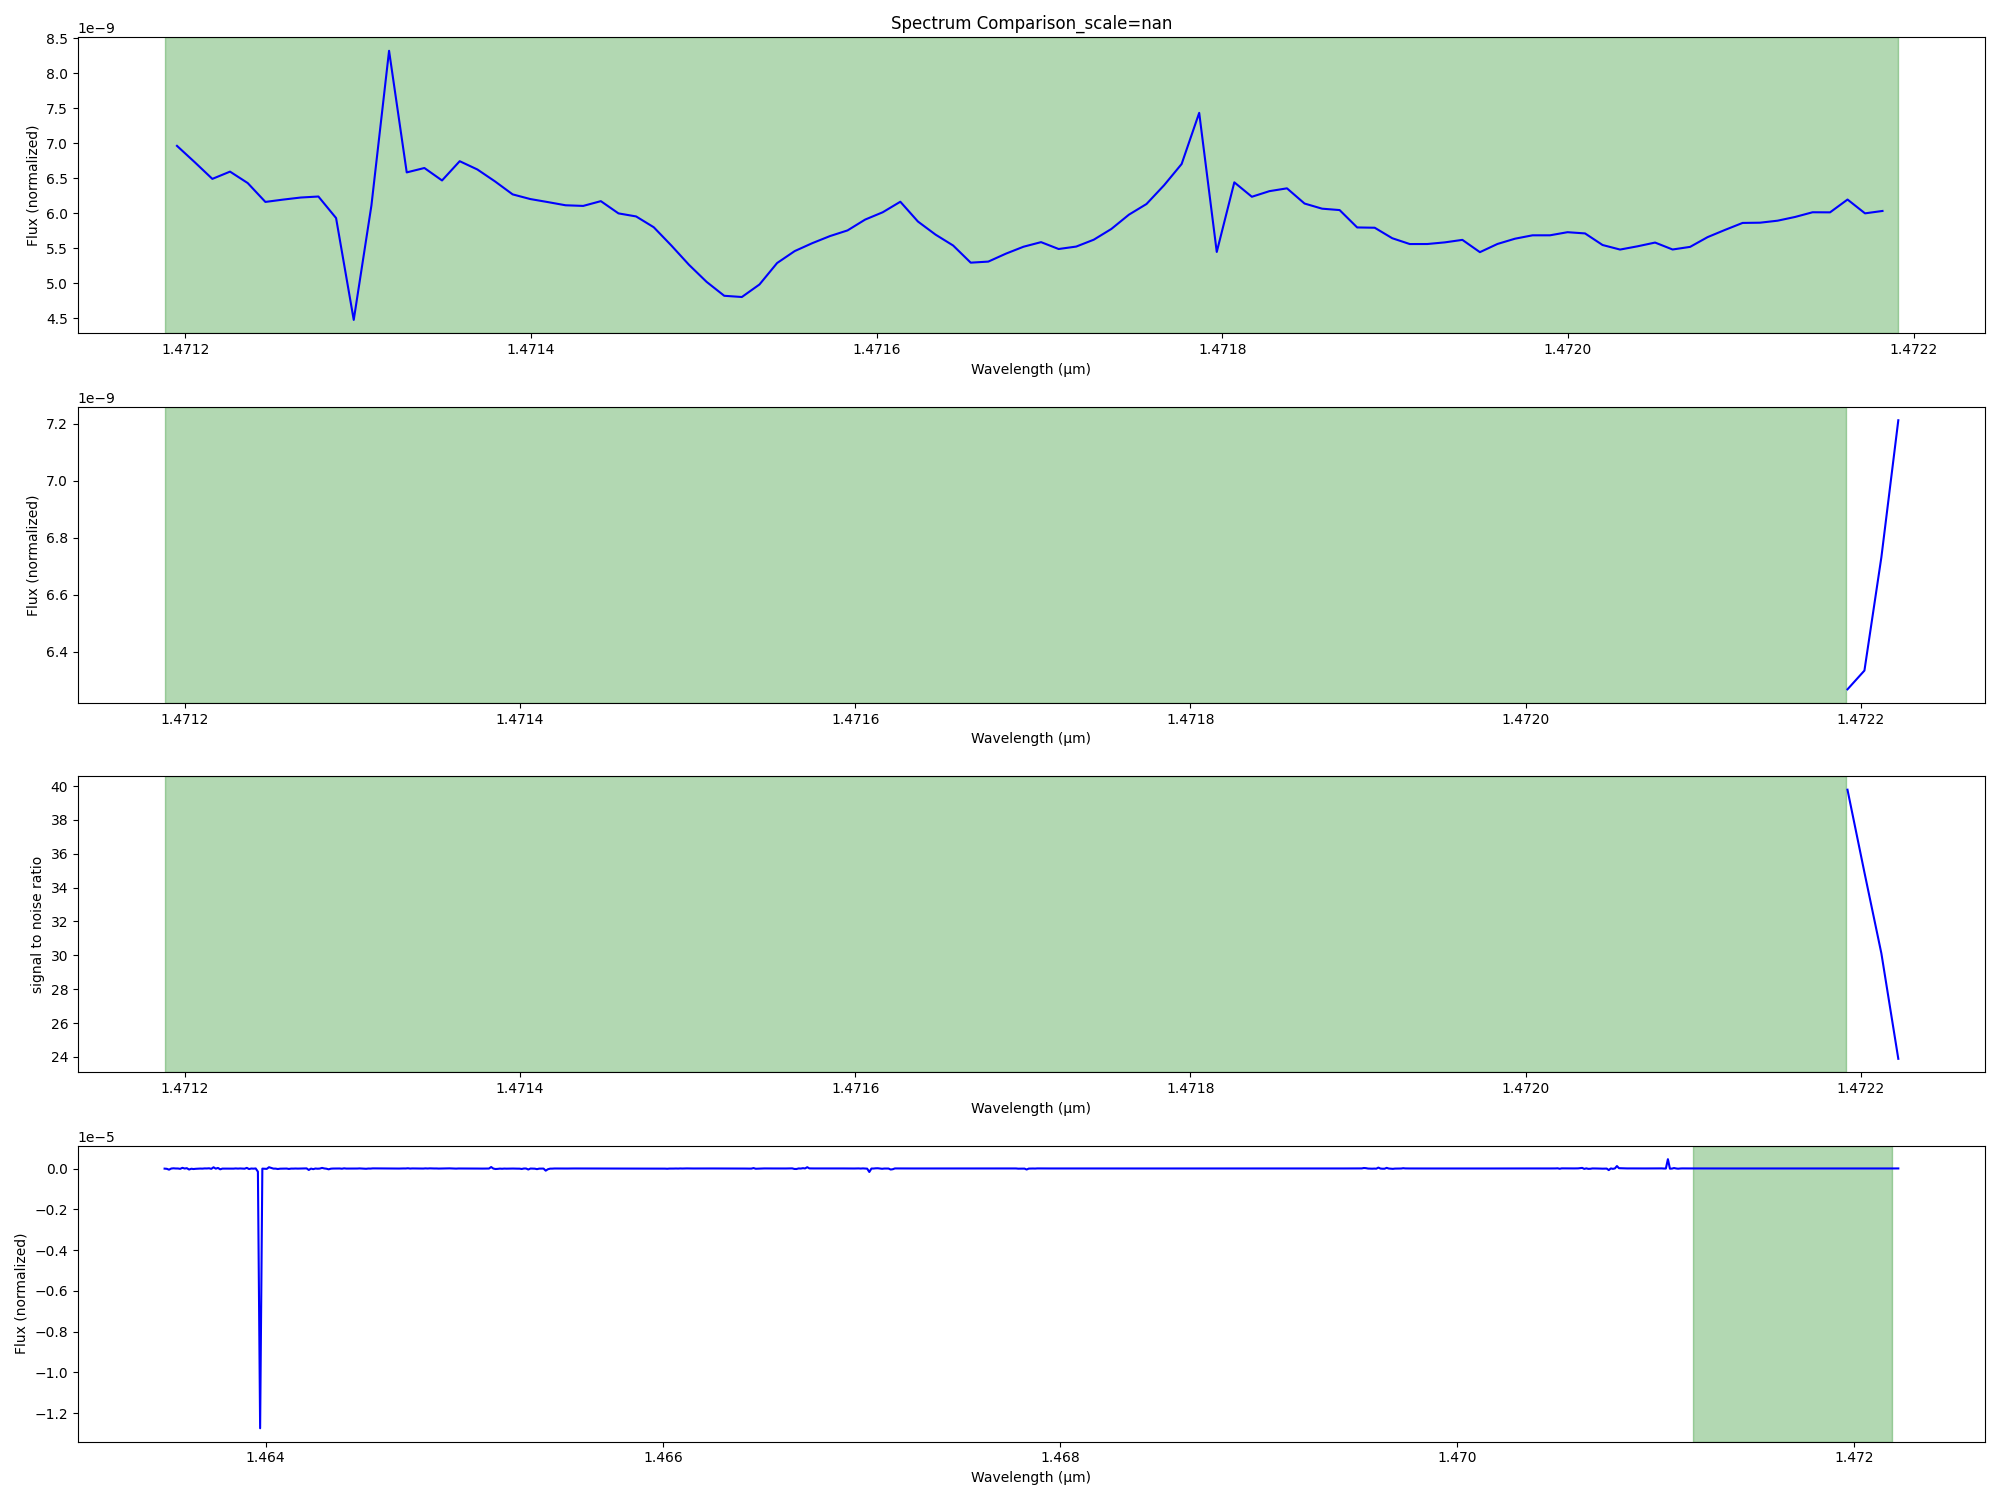 Spectrum Comparison_scale=nan
1e−9
8.5
8.0
7.5
7.0
6.5
6.0
5.5
5.0
4.5
Flux (normalized)
1.4712 1.4714 1.4716 1.4718 1.4720 1.4722
Wavelength (μm)
1e−9
7.2
7.0
6.8
6.6
6.4
Flux (normalized)
1.4712 1.4714 1.4716 1.4718 1.4720 1.4722
Wavelength (μm)
40
38
36
34
32
30
28
26
24
signal to noise ratio
1.4712 1.4714 1.4716 1.4718 1.4720 1.4722
Wavelength (μm)
1e−5
0.0
−0.2
−0.4
−0.6
−0.8
−1.0
−1.2
Flux (normalized)
1.464 1.466 1.468 1.470 1.472
Wavelength (μm)